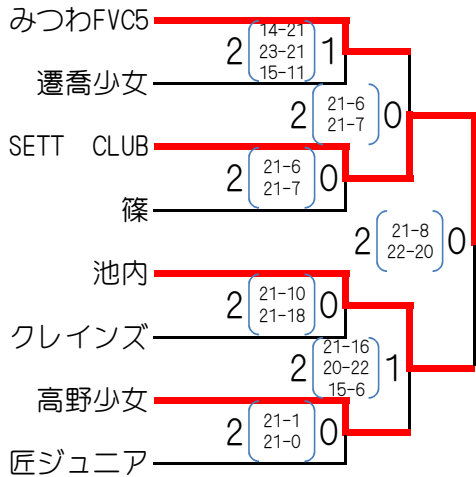 みつわFVC5
2 14-21 1
23-21
15-11
遷喬少女
2 21-6 0
21-7
SETT CLUB
2 21-6 0
21-7
篠
2 21-8 0
22-20
池内
2 21-10 0
21-18
クレインズ
2 21-16 1
20-22
15-6
高野少女
2 21-1 0
21-0
匠ジュニア